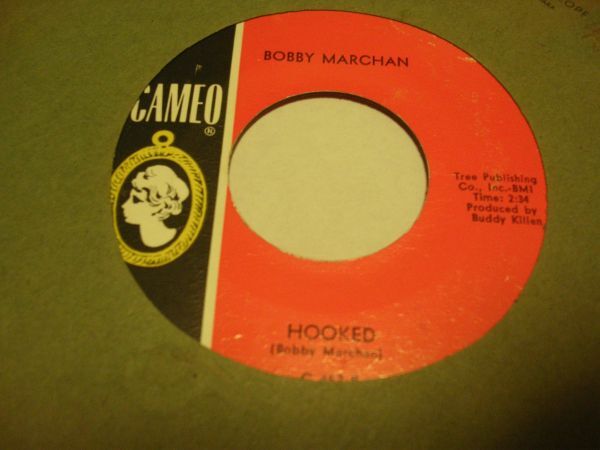 BOBBY MARCHAN
CAMEO
®
Tree Publishing
Co., Inc.-BMI
Time: 2:34
Produced by
Buddy Killen
HOOKED
(Bobby Marchan)